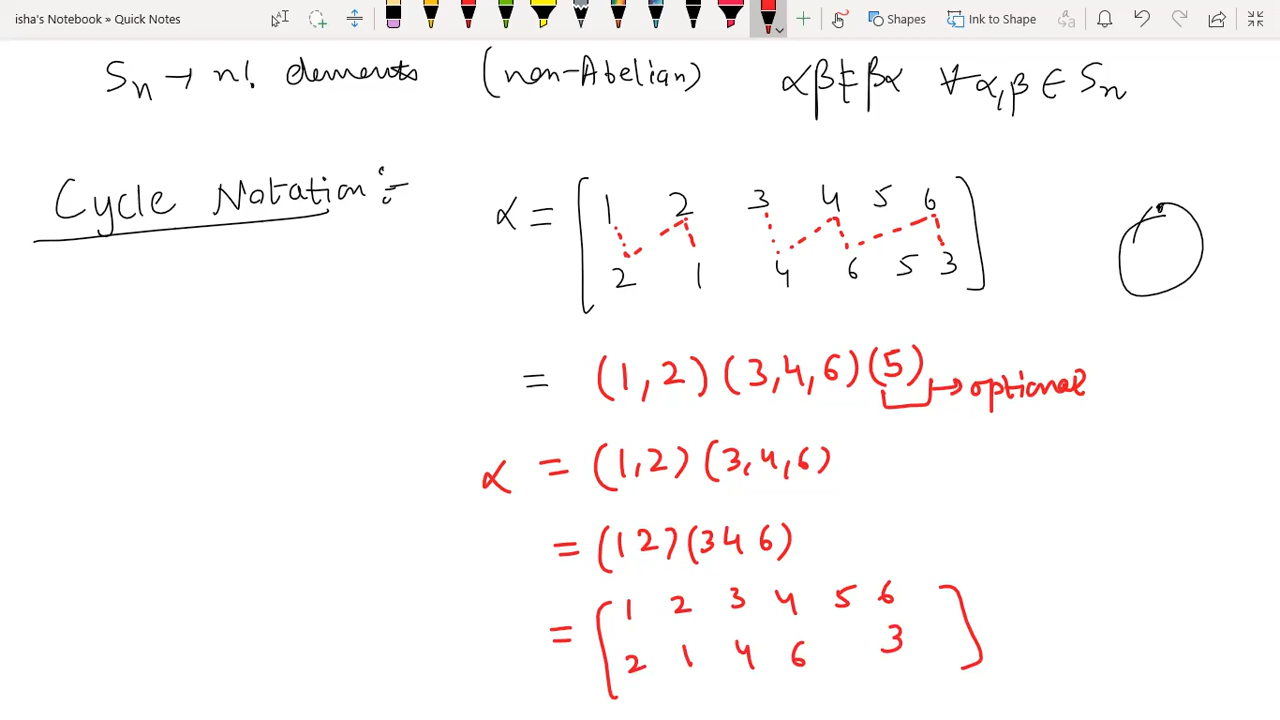 isha's Notebook » Quick Notes
Shapes
Ink to Shape
Sn → n! elements (non-Abelian) αβ ≠ βα ∀ α,β ∈ Sn
Cycle Notation:-
α = [ 1 2 3 4 5 6
2 1 4 6 5 3 ]
= (1,2)(3,4,6)(5) → optional
α = (1,2)(3,4,6)
= (1 2)(3 4 6)
= [ 1 2 3 4 5 6
2 1 4 6 3 ]